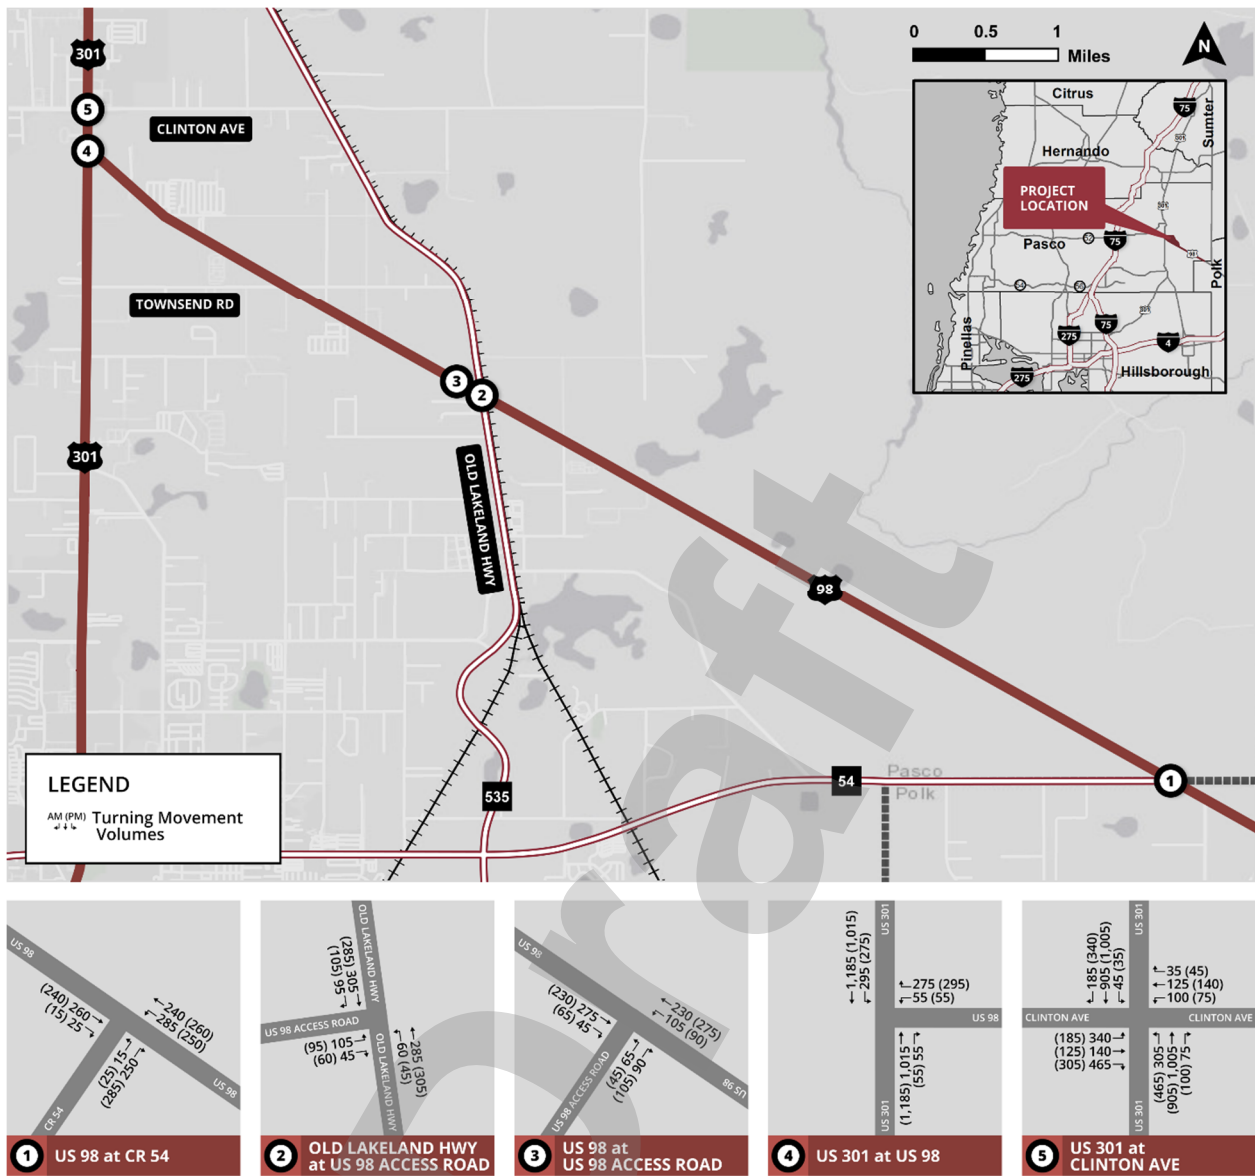 301
5
4
CLINTON AVE
TOWNSEND RD
301
3
2
OLD LAKELAND HWY
98
1
54
535
Pasco
Polk
0 0.5 1
Miles
N
Citrus
75
Sumter
301
Hernando
PROJECT
LOCATION
301
Pasco
52
75
98
Polk
54
56
301
Pinellas
275
75
4
Hillsborough
275
LEGEND
AM (PM) Turning Movement
Volumes
Draft
US 98
(240) 260
(15) 25
240 (260)
285 (250)
(25) 15
(285) 250
CR 54
US 98
1 US 98 at CR 54
OLD LAKELAND HWY
(285) 305
(105) 95
US 98 ACCESS ROAD
(95) 105
(60) 45
285 (305)
60 (45)
OLD LAKELAND HWY
2 OLD LAKELAND HWY
at US 98 ACCESS ROAD
US 98
(230) 275
(65) 45
230 (275)
105 (90)
(45) 65
(105) 90
US 98 ACCESS ROAD
US 98
3 US 98 at
US 98 ACCESS ROAD
US 301
1,185 (1,015)
295 (275)
275 (295)
55 (55)
US 98
(1,185) 1,015
(55) 55
US 301
4 US 301 at US 98
US 301
185 (340)
905 (1,005)
45 (35)
35 (45)
125 (140)
100 (75)
CLINTON AVE
CLINTON AVE
(185) 340
(125) 140
(305) 465
(465) 305
(905) 1,005
(100) 75
US 301
5 US 301 at
CLINTON AVE